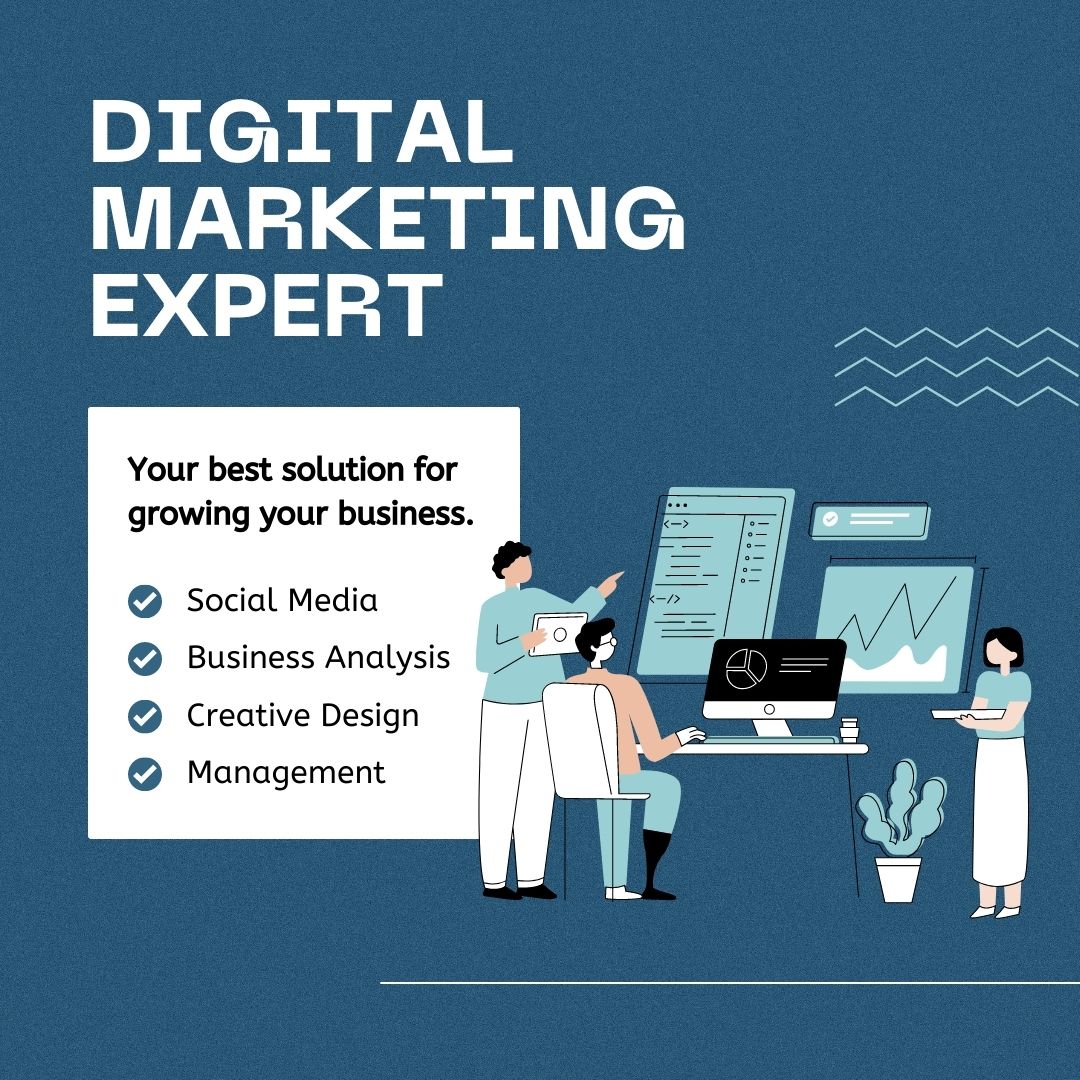 DIGITAL
MARKETING
EXPERT
Your best solution for
growing your business.
Social Media
Business Analysis
Creative Design
Management